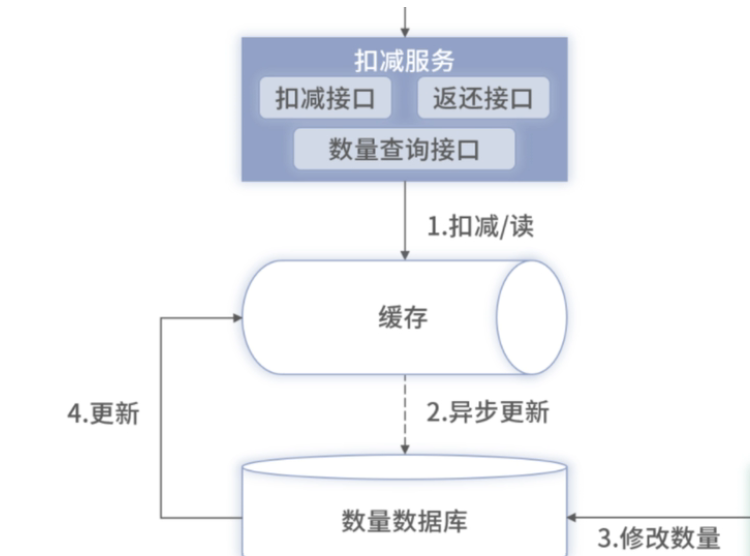 扣减服务
扣减接口
返还接口
数量查询接口
1.扣减/读
缓存
4.更新
2.异步更新
数量数据库
3.修改数量